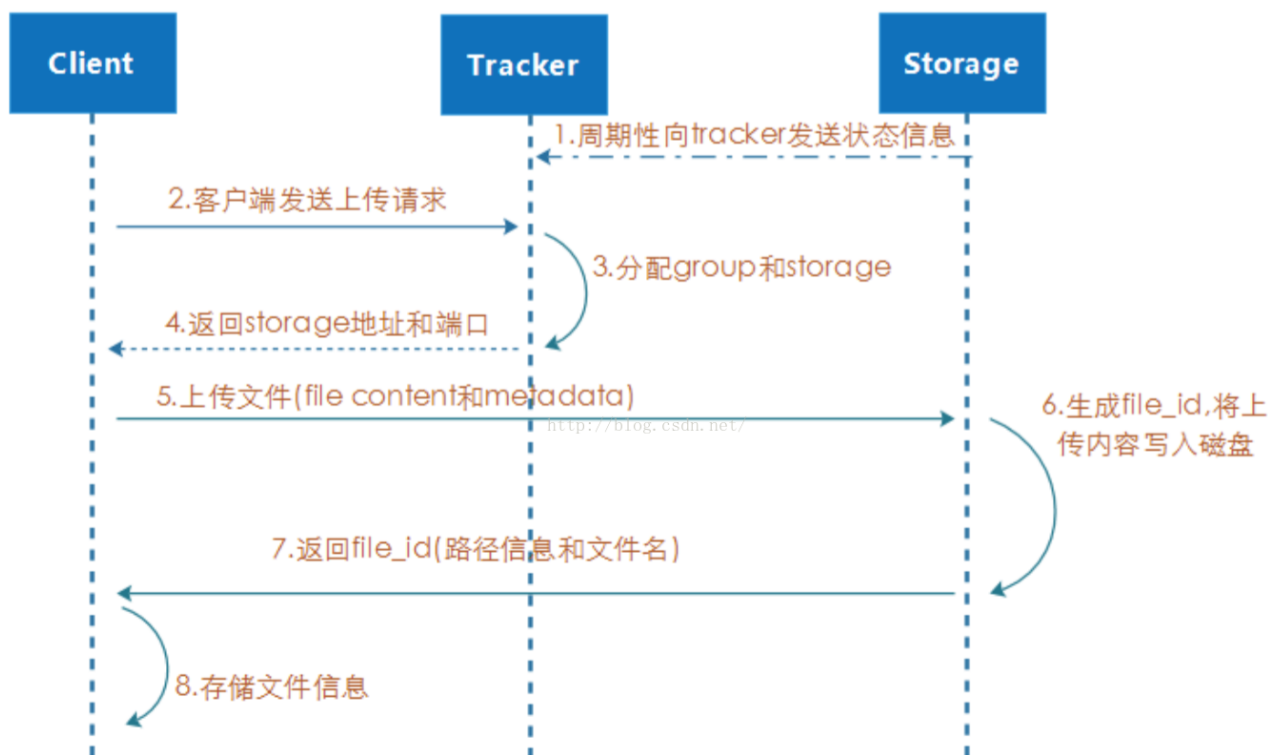 Client
Tracker
Storage
1.周期性向tracker发送状态信息
2.客户端发送上传请求
3.分配group和storage
4.返回storage地址和端口
5.上传文件(file content和metadata)
http://blog.csdn.net/
6.生成file_id,将上
传内容写入磁盘
7.返回file_id(路径信息和文件名)
8.存储文件信息